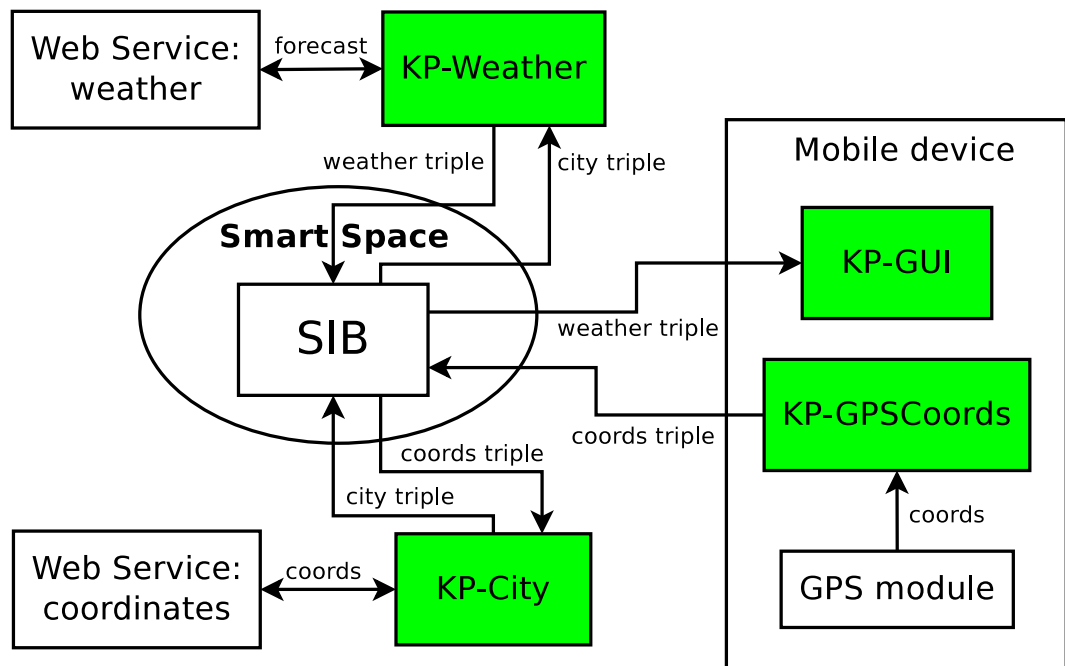 Web Service:
weather
forecast
KP-Weather
weather triple
city triple
Mobile device
Smart Space
KP-GUI
SIB
weather triple
KP-GPSCoords
coords triple
coords triple
city triple
coords
Web Service:
coordinates
coords
KP-City
GPS module